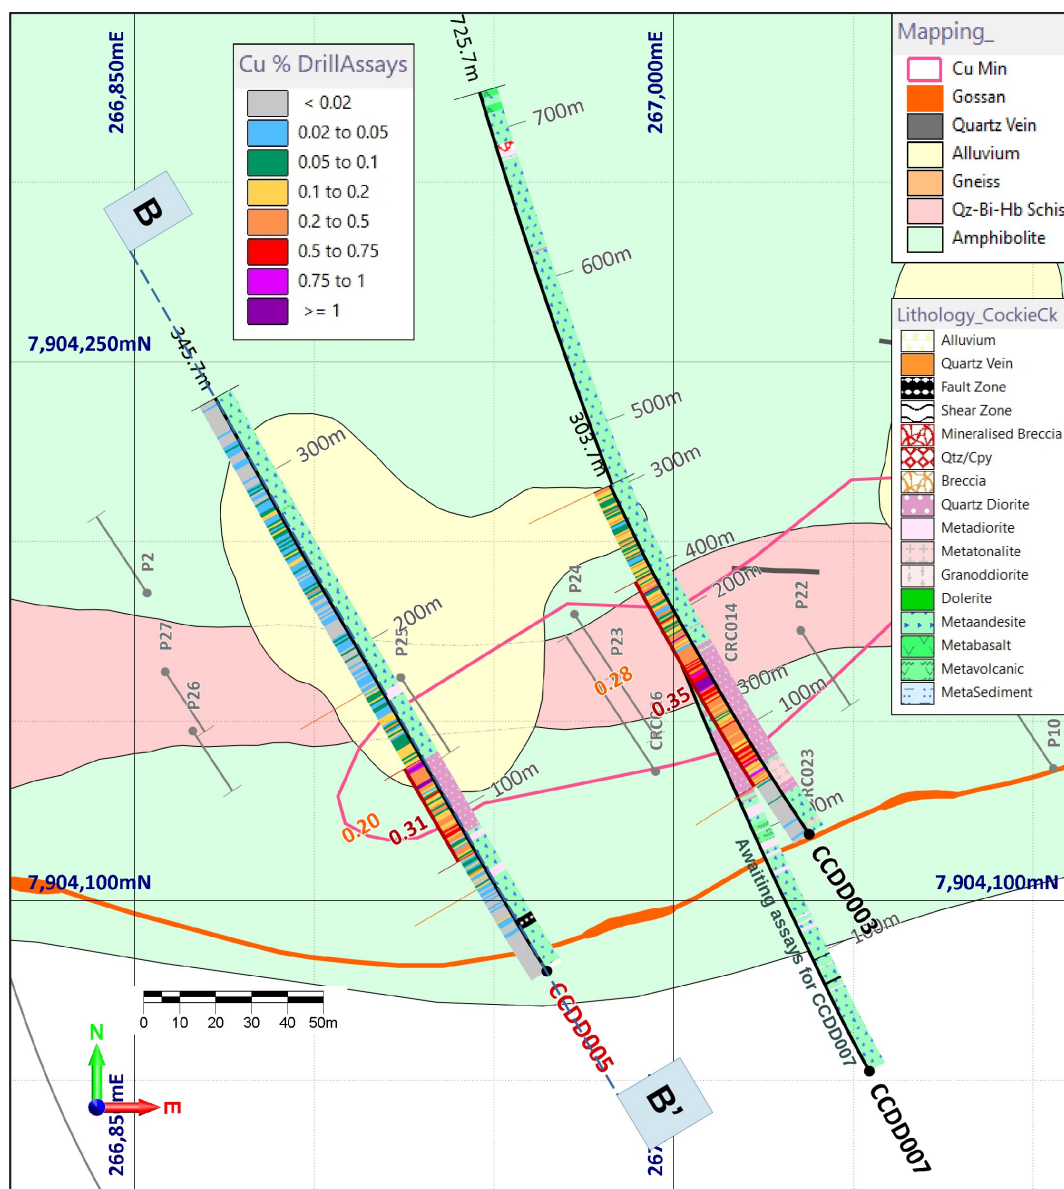 266,850mE
725.7m
267,000mE
Mapping_
Cu Min
Gossan
Quartz Vein
Alluvium
Gneiss
Qz-Bi-Hb Schis
Amphibolite
Cu % DrillAssays
< 0.02
0.02 to 0.05
0.05 to 0.1
0.1 to 0.2
0.2 to 0.5
0.5 to 0.75
0.75 to 1
>= 1
700m
B
600m
Lithology_CockieCk
Alluvium
Quartz Vein
Fault Zone
Shear Zone
Mineralised Breccia
Qtz/Cpy
Breccia
Quartz Diorite
Metadiorite
Metatonalite
Granoddiorite
Dolerite
Metaandesite
Metabasalt
Metavolcanic
MetaSediment
7,904,250mN
345.7m
500m
303.7m
300m
300m
400m
200m
P2
P24
P22
P27
P25
P23
CRC014
200m
P26
0.28
0.35
300m
100m
P10
100m
RC023
0m
0.20
0.31
7,904,100mN
7,904,100mN
CCDD003
Awaiting assays for CCDD007
0 10 20 30 40 50m
CCDD005
N
E
B'
CCDD007